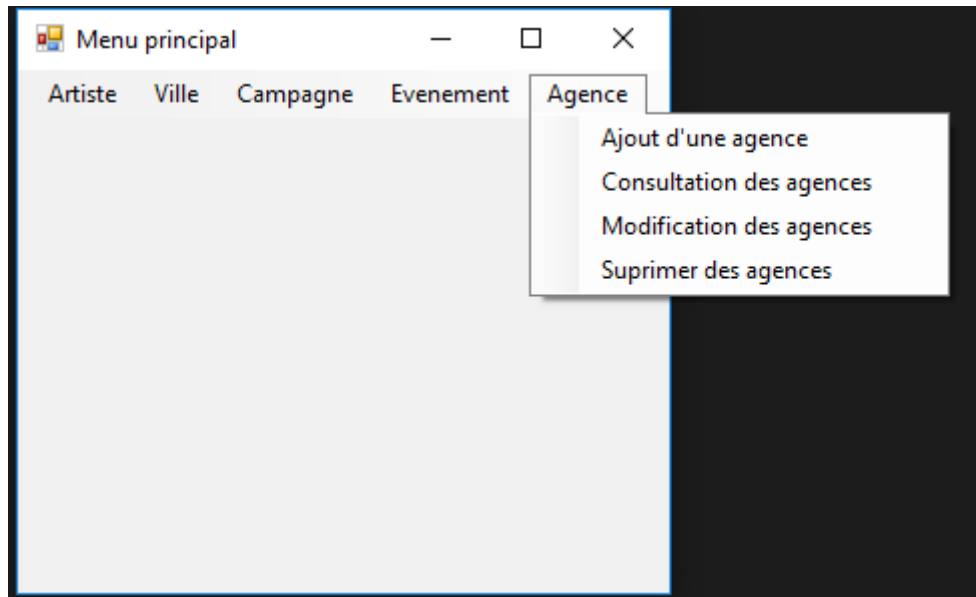 Menu principal
Artiste Ville Campagne Evenement Agence
Ajout d'une agence
Consultation des agences
Modification des agences
Suprimer des agences